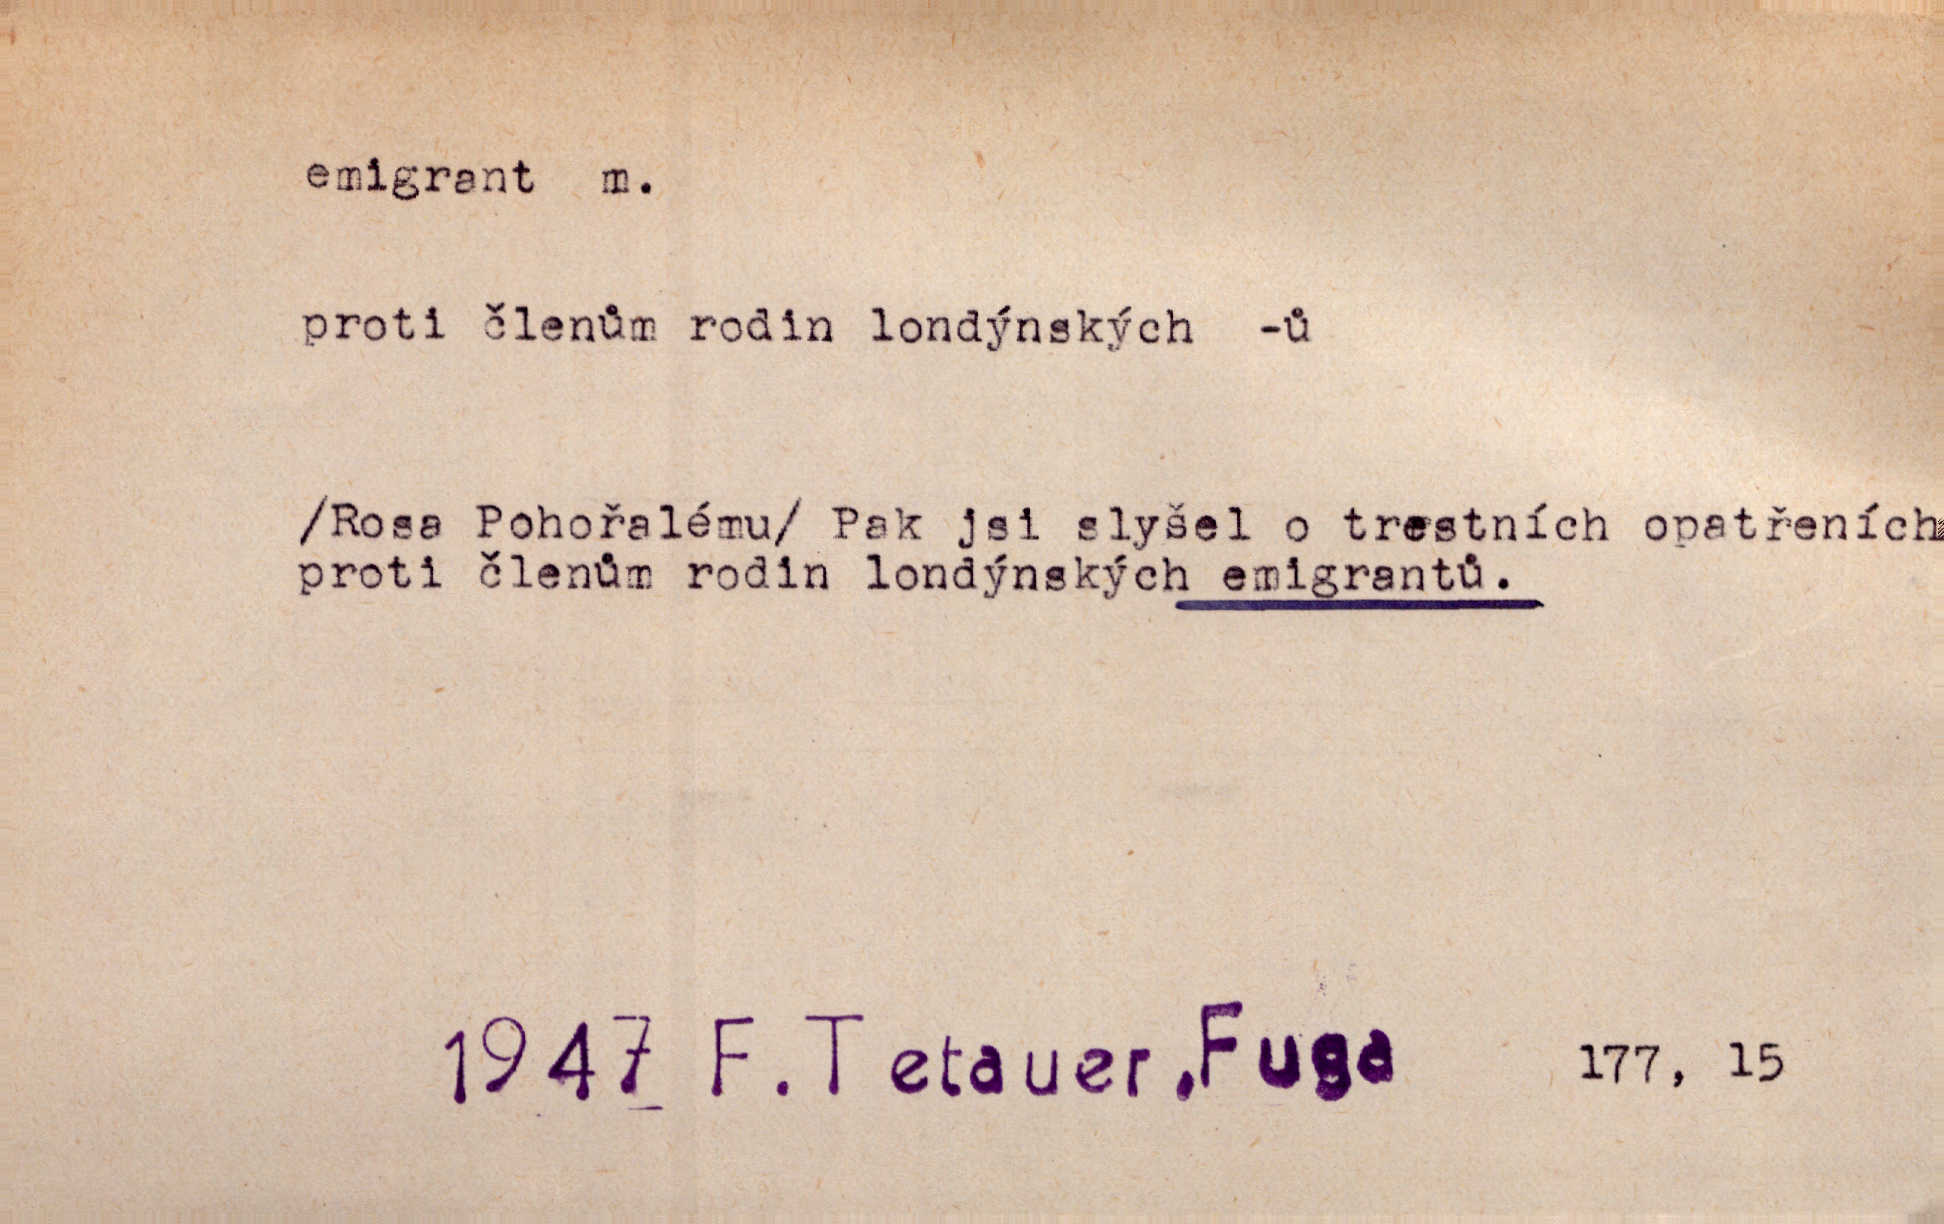 emigrant m.
proti členům rodin londýnských -ů
/Rosa Pohořalému/ Pak jsi slyšel o trestních opatřeních
proti členům rodin londýnských emigrantů.
1947 F. Tetauer, Fuga 177, 15